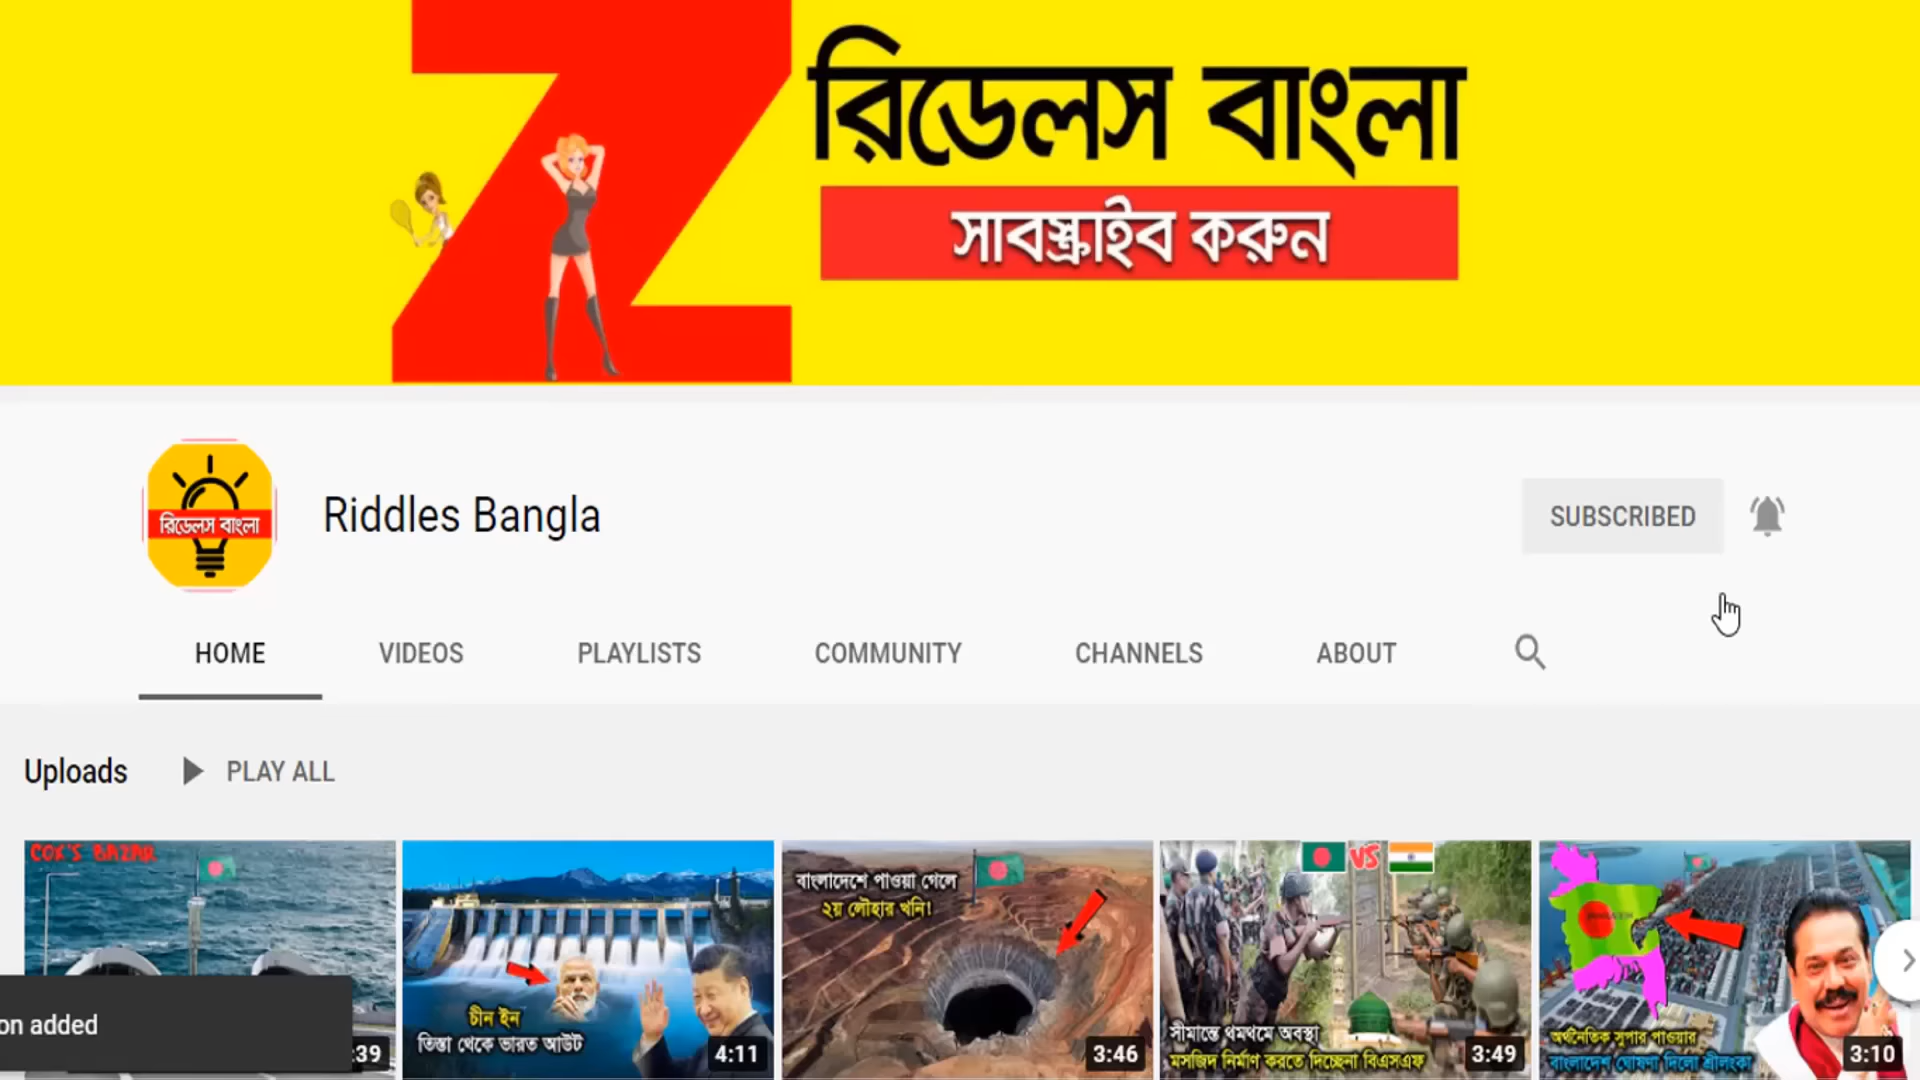 রিডেলস বাংলা
সাবস্ক্রাইব করুন
রিডেলস বাংলা
Riddles Bangla
SUBSCRIBED
HOME
VIDEOS
PLAYLISTS
COMMUNITY
CHANNELS
ABOUT
Uploads
PLAY ALL
COX'S BAZAR
on added
:39
চীন ইন
তিস্তা থেকে ভারত আউট
4:11
বাংলাদেশে পাওয়া গেলে
২য় লৌহার খনি!
3:46
VS
সীমান্তে থমথমে অবস্থা
মসজিদ নির্মাণ করতে দিচ্ছেনা বিএসএফ
3:49
অর্থনৈতিক সুপার পাওয়ার
বাংলাদেশ ঘোষণা দিলো শ্রীলংকা
3:10